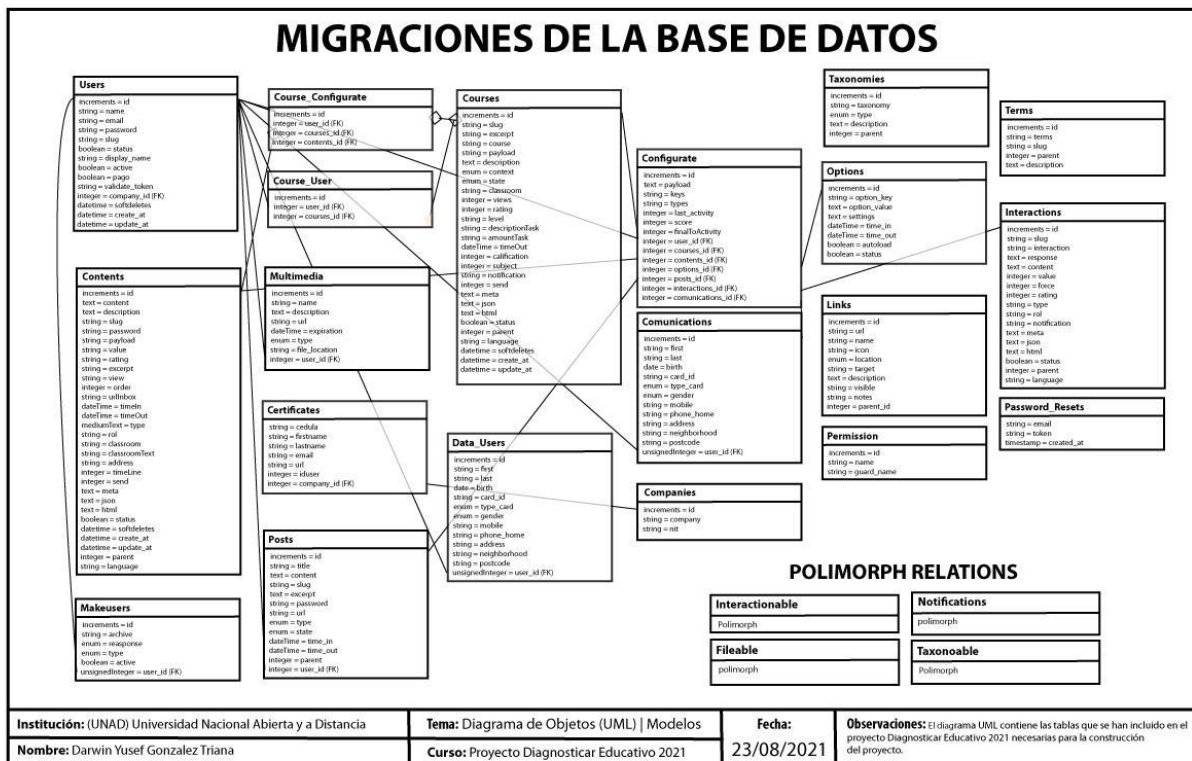 MIGRACIONES DE LA BASE DE DATOS
Users
increments = id
string = name
string = email
string = password
string = slug
boolean = status
string = display_name
boolean = active
boolean = pago
string = validate_token
integer = company_id (FK)
datetime = softdeletes
datetime = create_at
datetime = update_at
Contents
increments = id
text = content
text = description
string = slug
string = password
string = payload
string = value
string = rating
string = excerpt
string = view
integer = order
string = urlInbox
dateTime = timeIn
dateTime = timeOut
mediumText = type
string = rol
string = classroom
string = classroomText
string = address
integer = timeLine
integer = send
text = meta
text = json
text = html
boolean = status
datetime = softdeletes
datetime = create_at
datetime = update_at
integer = parent
string = language
Makeusers
increments = id
string = archive
enum = reasponse
enum = type
boolean = active
unsignedInteger = user_id (FK)
Course_Configurate
increments = id
integer = user_id (FK)
integer = courses_id (FK)
integer = contents_id (FK)
Course_User
increments = id
integer = user_id (FK)
integer = courses_id (FK)
Multimedia
increments = id
string = name
text = description
string = url
dateTime = expiration
enum = type
string = file_location
integer = user_id (FK)
Certificates
string = cedula
string = firstname
string = lastname
string = email
string = url
integer = iduser
integer = company_id (FK)
Posts
increments = id
string = title
text = content
string = slug
text = excerpt
string = password
string = url
enum = type
enum = state
dateTime = time_in
dateTime = time_out
integer = parent
integer = user_id (FK)
Courses
increments = id
string = slug
string = excerpt
string = course
string = payload
text = description
enum = context
enum = state
string = classroom
integer = views
integer = rating
string = level
string = descriptionTask
string = amountTask
dateTime = timeOut
integer = calification
integer = subject
string = notification
integer = send
text = meta
text = json
text = html
boolean = status
integer = parent
string = language
datetime = softdeletes
datetime = create_at
datetime = update_at
Data_Users
increments = id
string = first
string = last
date = birth
string = card_id
enum = type_card
enum = gender
string = mobile
string = phone_home
string = address
string = neighborhood
string = postcode
unsignedInteger = user_id (FK)
Configurate
increments = id
text = payload
string = keys
string = types
integer = last_activity
integer = score
integer = finalToActivity
integer = user_id (FK)
integer = courses_id (FK)
integer = contents_id (FK)
integer = options_id (FK)
integer = posts_id (FK)
integer = interactions_id (FK)
integer = comunications_id (FK)
Comunications
increments = id
string = first
string = last
date = birth
string = card_id
enum = type_card
enum = gender
string = mobile
string = phone_home
string = address
string = neighborhood
string = postcode
unsignedInteger = user_id (FK)
Companies
increments = id
string = company
string = nit
Taxonomies
increments = id
string = taxonomy
enum = type
text = description
integer = parent
Options
increments = id
string = option_key
text = option_value
text = settings
dateTime = time_in
dateTime = time_out
boolean = autoload
boolean = status
Links
increments = id
string = url
string = name
string = icon
enum = location
string = target
text = description
string = visible
string = notes
integer = parent_id
Permission
increments = id
string = name
string = guard_name
Terms
increments = id
string = terms
string = slug
integer = parent
text = description
Interactions
increments = id
string = slug
string = interaction
text = response
text = content
integer = value
integer = force
integer = rating
string = type
string = rol
string = notification
text = meta
text = json
text = html
boolean = status
integer = parent
string = language
Password_Resets
string = email
string = token
timestamp = created_at
POLIMORPH RELATIONS
Interactionable
Polimorph
Notifications
polimorph
Fileable
polimorph
Taxonoable
Polimorph
Institución: (UNAD) Universidad Nacional Abierta y a Distancia
Nombre: Darwin Yusef Gonzalez Triana
Tema: Diagrama de Objetos (UML) | Modelos
Curso: Proyecto Diagnosticar Educativo 2021
Fecha:
23/08/2021
Observaciones: El diagrama UML contiene las tablas que se han incluido en el
proyecto Diagnosticar Educativo 2021 necesarias para la construcción
del proyecto.